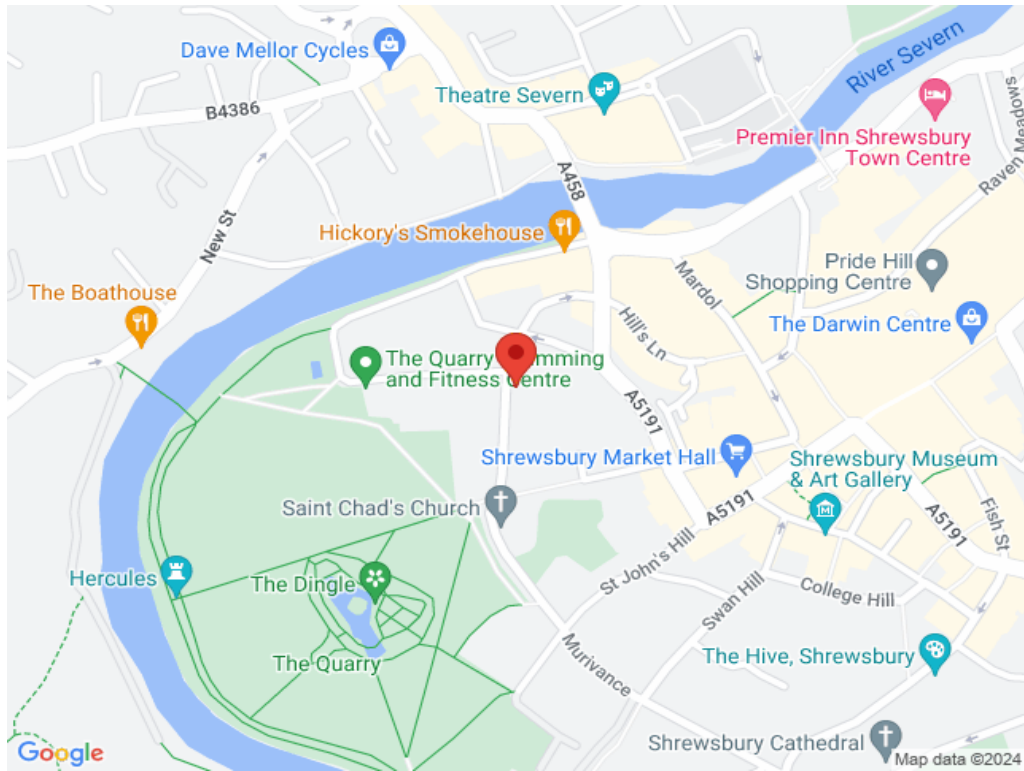 Dave Mellor Cycles
Theatre Severn
River Severn
B4386
Premier Inn Shrewsbury
Town Centre
Raven Meadows
A458
New St
Hickory's Smokehouse
Pride Hill
Shopping Centre
Mardol
The Boathouse
Hill's Ln
The Darwin Centre
The Quarry
and Fitness Centre
A5191
Shrewsbury Market Hall
Shrewsbury Museum
& Art Gallery
Saint Chad's Church
A5191
A5191
Fish St
St John's Hill
Hercules
The Dingle
Swan Hill
College Hill
The Quarry
Murivance
The Hive, Shrewsbury
Shrewsbury Cathedral
Google
Map data ©2024